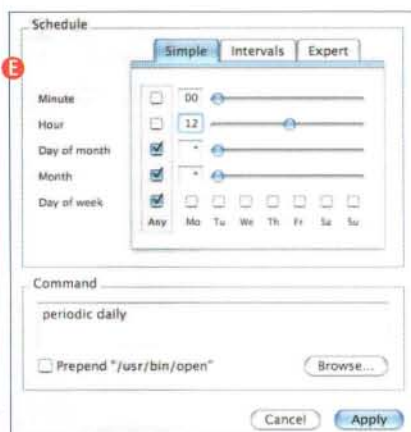 Schedule
Simple Intervals Expert
E
Minute 00
Hour 12
Day of month *
Month *
Day of week
Any Mo Tu We Th Fr Sa Su
Command
periodic daily
Prepend "/usr/bin/open" Browse...
Cancel Apply